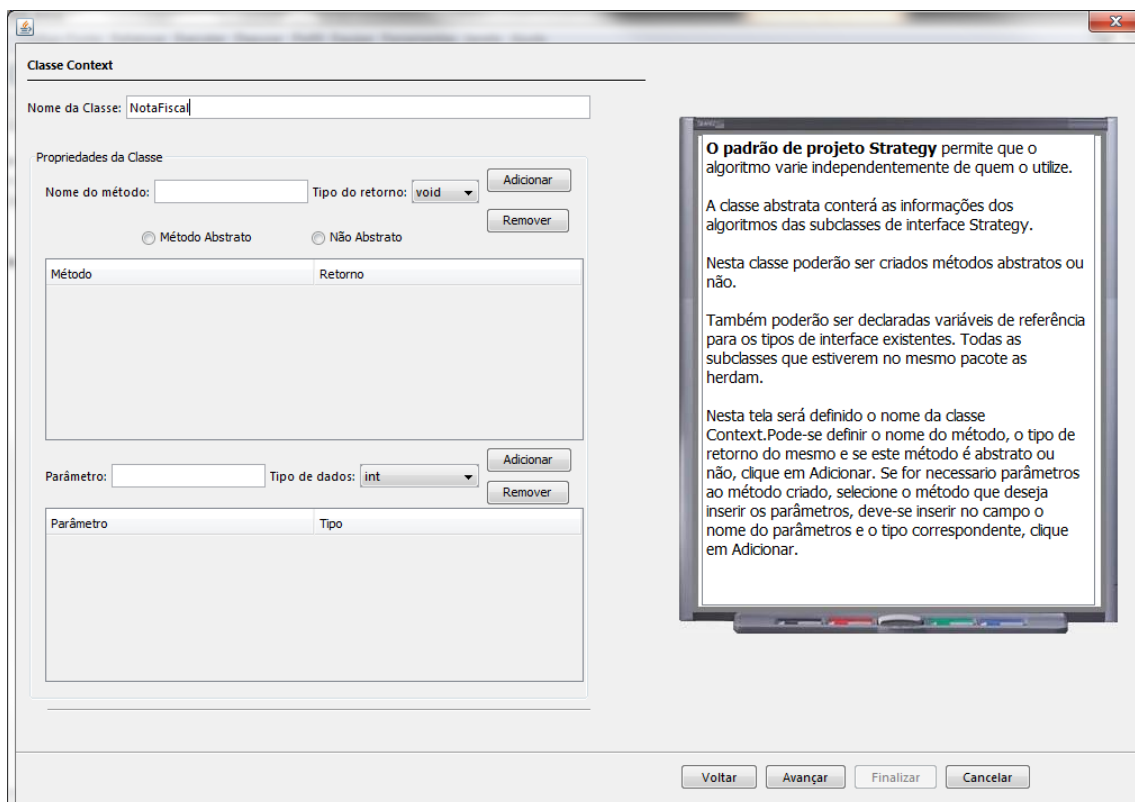 Classe Context
Nome da Classe: NotaFiscal
Propriedades da Classe
Nome do método: Tipo do retorno: void Adicionar
Remover
Método Abstrato Não Abstrato
Método Retorno
Parâmetro: Tipo de dados: int Adicionar
Remover
Parâmetro Tipo
O padrão de projeto Strategy permite que o
algoritmo varie independentemente de quem o utilize.
A classe abstrata conterá as informações dos
algoritmos das subclasses de interface Strategy.
Nesta classe poderão ser criados métodos abstratos ou
não.
Também poderão ser declaradas variáveis de referência
para os tipos de interface existentes. Todas as
subclasses que estiverem no mesmo pacote as
herdam.
Nesta tela será definido o nome da classe
Context.Pode-se definir o nome do método, o tipo de
retorno do mesmo e se este método é abstrato ou
não, clique em Adicionar. Se for necessario parâmetros
ao método criado, selecione o método que deseja
inserir os parâmetros, deve-se inserir no campo o
nome do parâmetros e o tipo correspondente, clique
em Adicionar.
Voltar Avançar Finalizar Cancelar